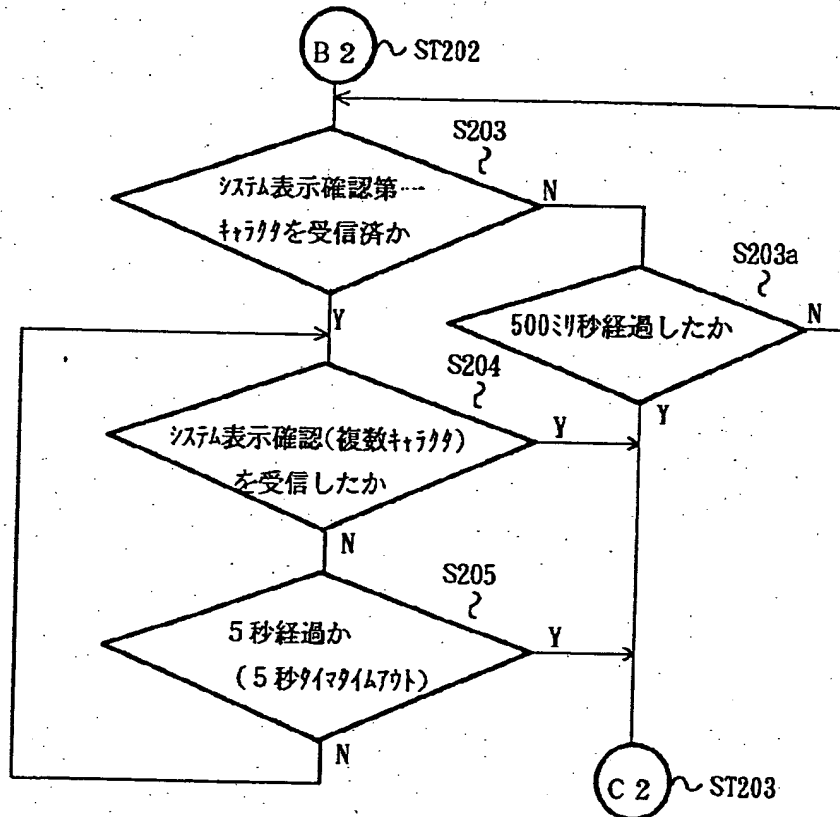 B 2 ST202
S203
システム表示確認第一
キャラクタを受信済か
N
Y
S203a
500ミリ秒経過したか
N
Y
S204
システム表示確認(複数キャラクタ)
を受信したか
Y
N
S205
5秒経過か
(5秒タイマタイムアウト)
Y
N
C 2 ST203